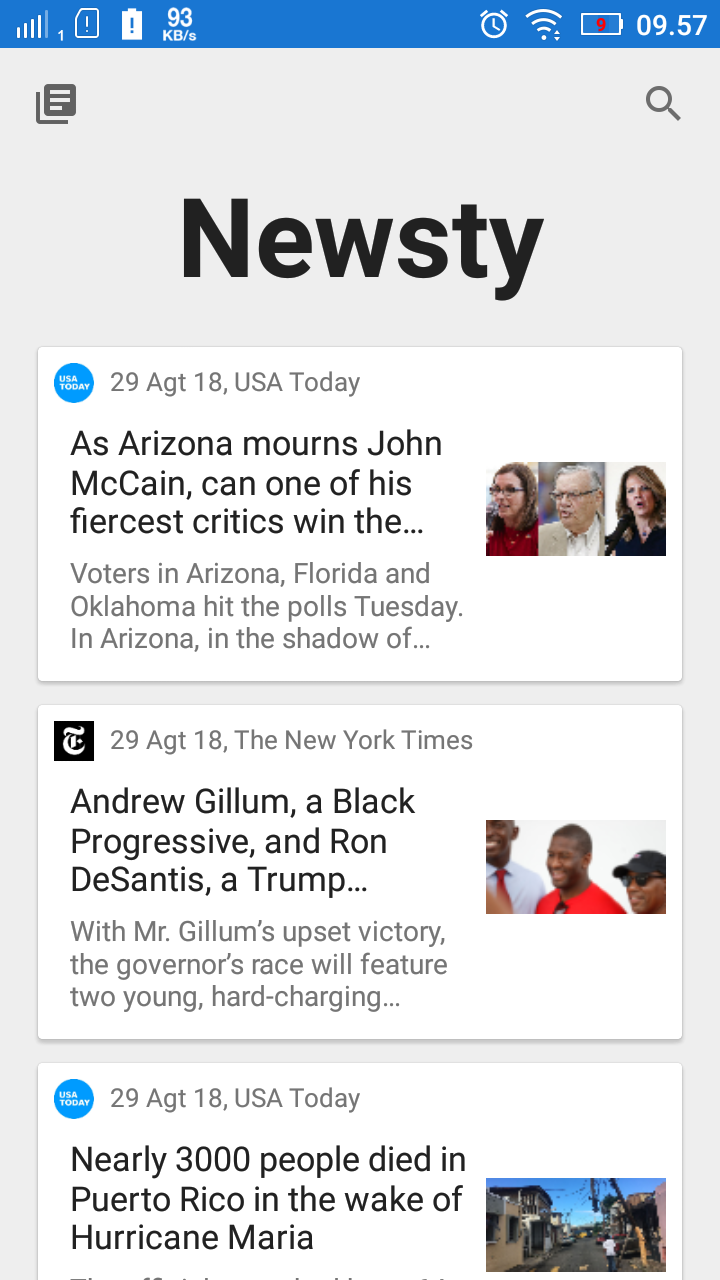 1
93
KB/s
9
09.57
Newsty
USA
TODAY
29 Agt 18, USA Today
As Arizona mourns John
McCain, can one of his
fiercest critics win the...
Voters in Arizona, Florida and
Oklahoma hit the polls Tuesday.
In Arizona, in the shadow of...
29 Agt 18, The New York Times
Andrew Gillum, a Black
Progressive, and Ron
DeSantis, a Trump...
With Mr. Gillum’s upset victory,
the governor’s race will feature
two young, hard-charging...
USA
TODAY
29 Agt 18, USA Today
Nearly 3000 people died in
Puerto Rico in the wake of
Hurricane Maria